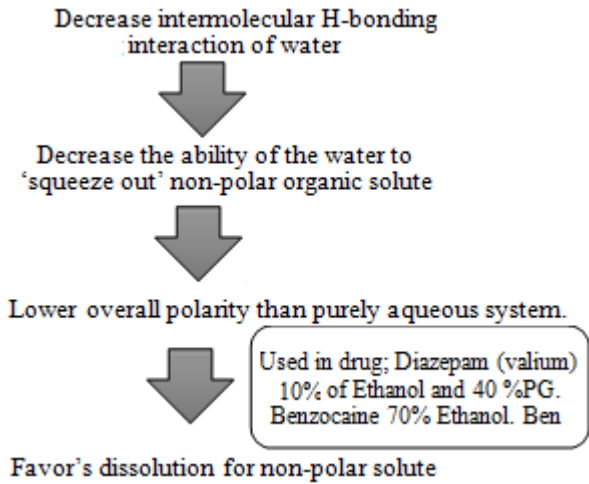 Decrease intermolecular H-bonding
interaction of water
Decrease the ability of the water to
‘squeeze out’ non-polar organic solute
Lower overall polarity than purely aqueous system.
Used in drug; Diazepam (valium)
10% of Ethanol and 40 %PG.
Benzocaine 70% Ethanol. Ben
Favor’s dissolution for non-polar solute